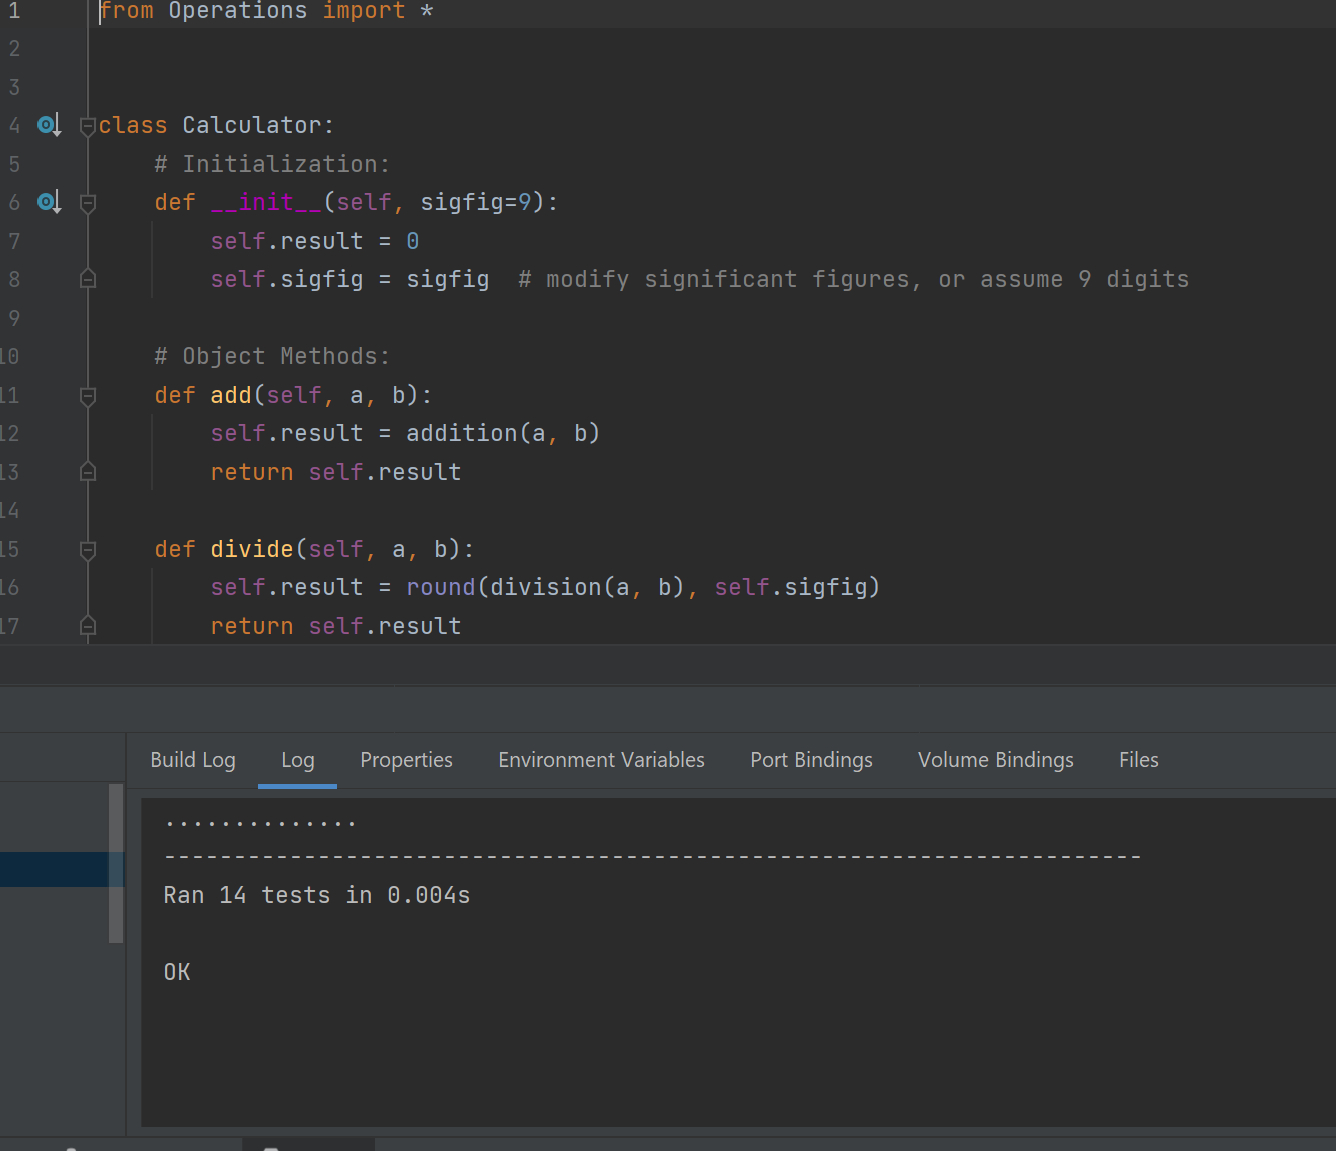 1 from Operations import *
2
3
4 class Calculator:
5     # Initialization:
6     def __init__(self, sigfig=9):
7         self.result = 0
8         self.sigfig = sigfig  # modify significant figures, or assume 9 digits
9
10     # Object Methods:
11     def add(self, a, b):
12         self.result = addition(a, b)
13         return self.result
14
15     def divide(self, a, b):
16         self.result = round(division(a, b), self.sigfig)
17         return self.result
Build Log Log Properties Environment Variables Port Bindings Volume Bindings Files
..............
----------------------------------------------------------------------
Ran 14 tests in 0.004s
OK